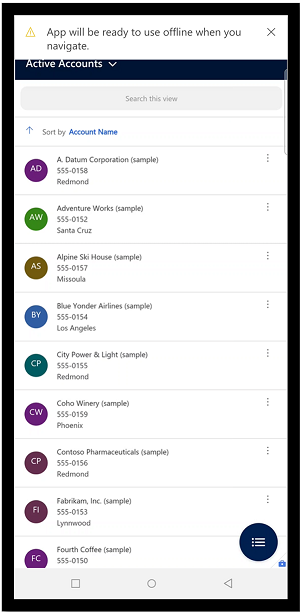 App will be ready to use offline when you
navigate.
Active Accounts
Search this view
Sort by Account Name
AD
A. Datum Corporation (sample)
555-0158
Redmond
AW
Adventure Works (sample)
555-0152
Santa Cruz
AS
Alpine Ski House (sample)
555-0157
Missoula
BY
Blue Yonder Airlines (sample)
555-0154
Los Angeles
CP
City Power & Light (sample)
555-0155
Redmond
CW
Coho Winery (sample)
555-0159
Phoenix
CP
Contoso Pharmaceuticals (sample)
555-0156
Redmond
FI
Fabrikam, Inc. (sample)
555-0153
Lynnwood
FC
Fourth Coffee (sample)
555-0150